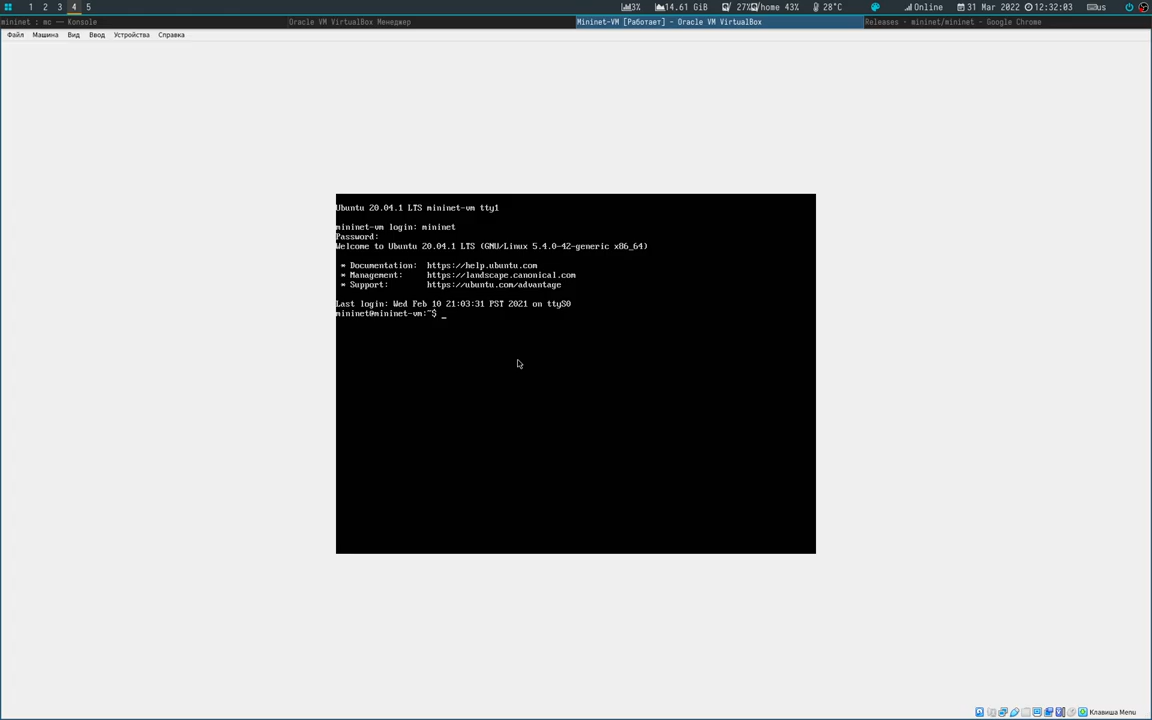 1 2 3 4 5 3% 14.61 GiB 27% /home 43% 28°C Online 31 Mar 2022 12:32:03 us
mininet : mc — Konsole Oracle VM VirtualBox Менеджер Mininet-VM [Работает] - Oracle VM VirtualBox Releases · mininet/mininet - Google Chrome
Файл Машина Вид Ввод Устройства Справка
Ubuntu 20.04.1 LTS mininet-vm tty1
mininet-vm login: mininet
Password:
Welcome to Ubuntu 20.04.1 LTS (GNU/Linux 5.4.0-42-generic x86_64)
* Documentation: https://help.ubuntu.com
* Management: https://landscape.canonical.com
* Support: https://ubuntu.com/advantage
Last login: Wed Feb 10 21:03:31 PST 2021 on ttyS0
mininet@mininet-vm:~$ _
Клавиша Menu